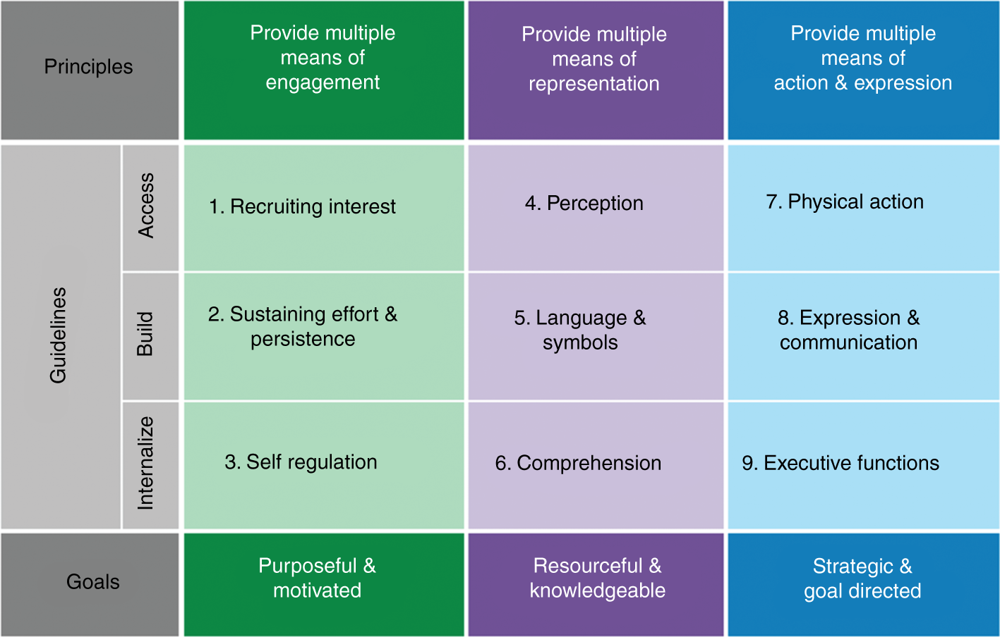 Principles
Provide multiple
means of
engagement
Provide multiple
means of
representation
Provide multiple
means of
action & expression
Guidelines
Access
1. Recruiting interest
4. Perception
7. Physical action
Build
2. Sustaining effort &
persistence
5. Language &
symbols
8. Expression &
communication
Internalize
3. Self regulation
6. Comprehension
9. Executive functions
Goals
Purposeful &
motivated
Resourceful &
knowledgeable
Strategic &
goal directed